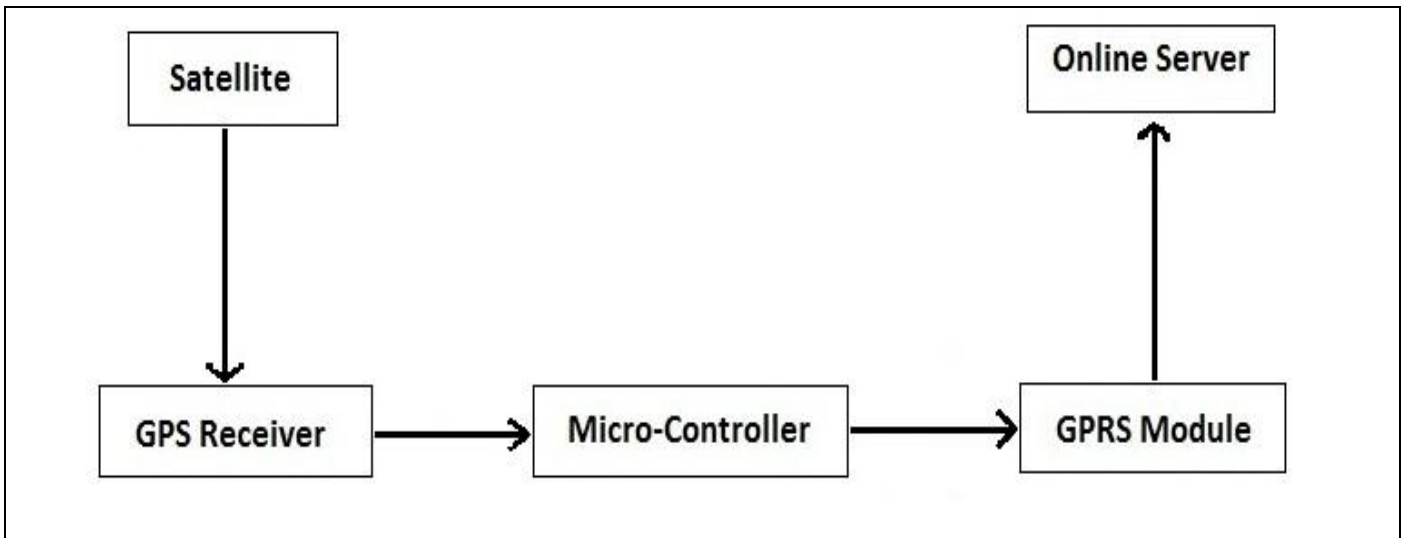 Satellite
Online Server
GPS Receiver
Micro-Controller
GPRS Module